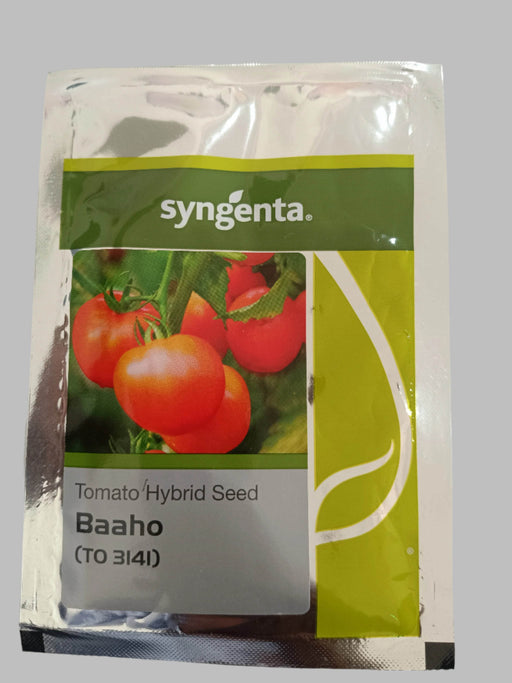 syngenta®
Tomato Hybrid Seed
Baaho
(TO 3141)
®